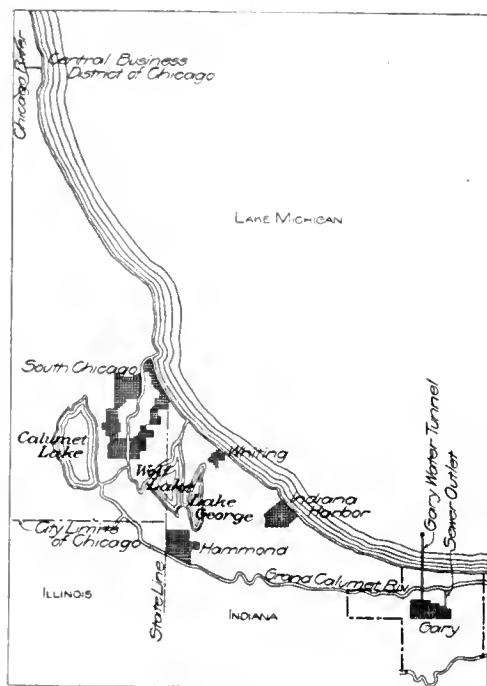 Central Business
District of Chicago
Chicago River
LAKE MICHIGAN
South Chicago
Calumet
Lake
Wolf
Lake
Whiting
Lake
George
Indiana
Harbor
Gary Water Tunnel
Sewer Outlet
City Limits
of Chicago
Hammond
Grand Calumet Riv.
ILLINOIS
State Line
INDIANA
Gary